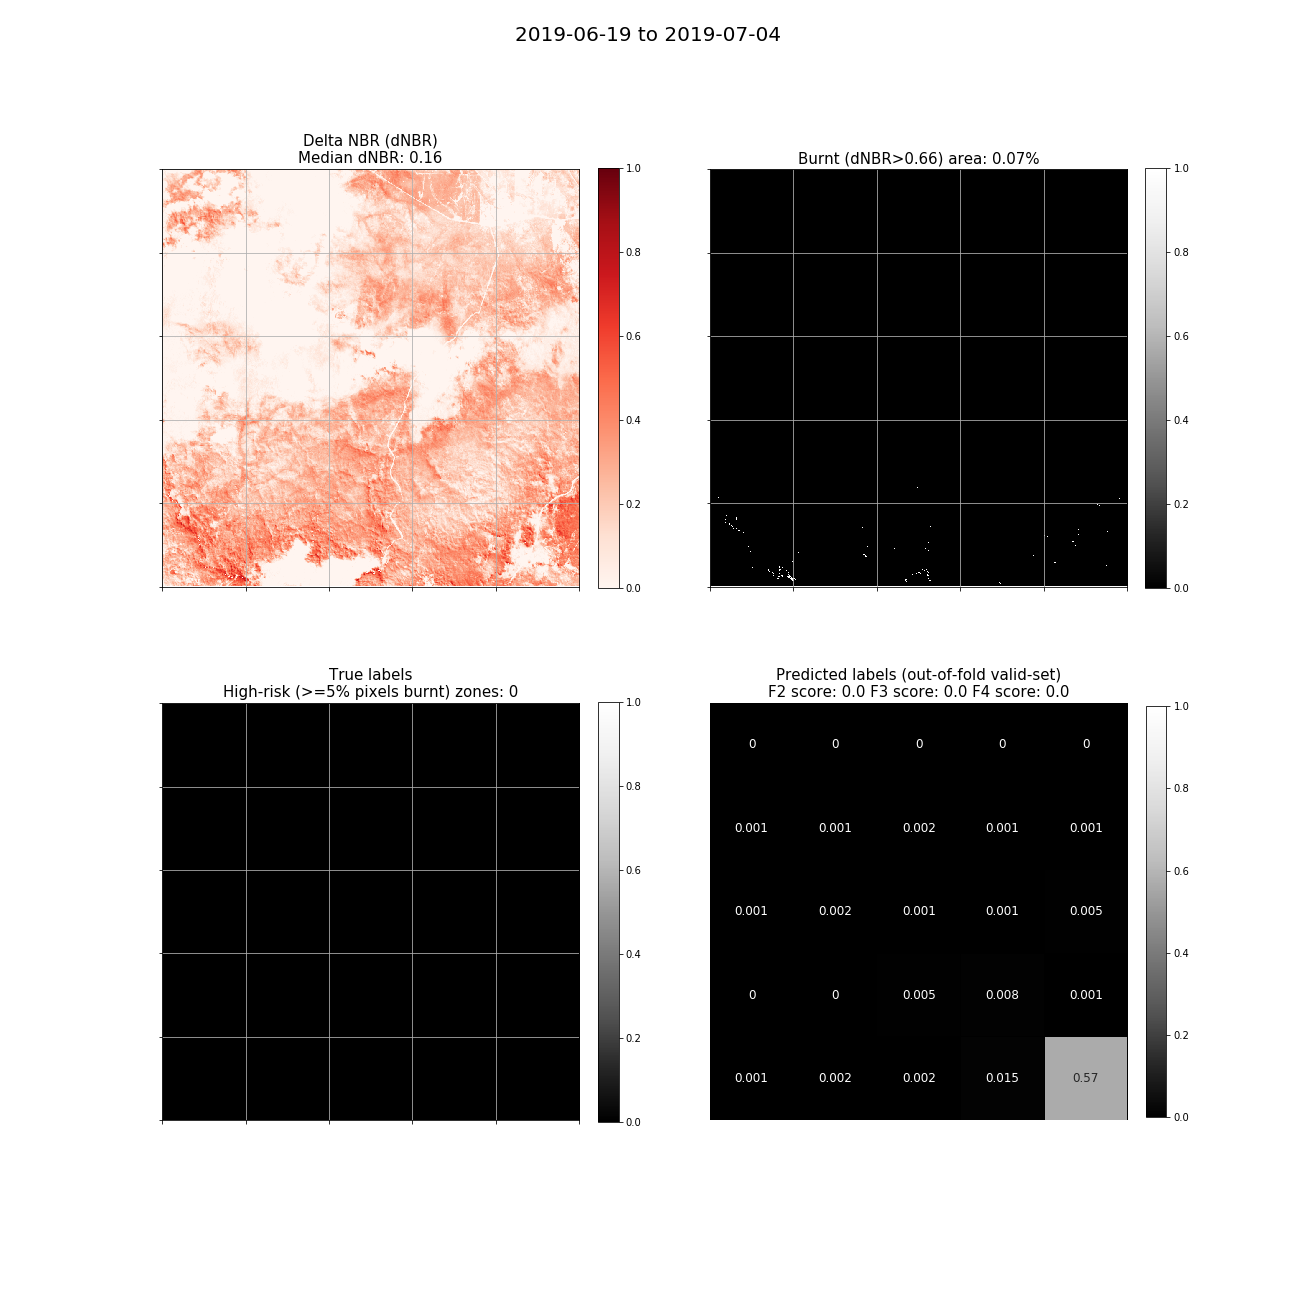 2019-06-19 to 2019-07-04
Delta NBR (dNBR)
Median dNBR: 0.16
1.0
0.8
0.6
0.4
0.2
0.0
Burnt (dNBR>0.66) area: 0.07%
1.0
0.8
0.6
0.4
0.2
0.0
True labels
High-risk (>=5% pixels burnt) zones: 0
1.0
0.8
0.6
0.4
0.2
0.0
Predicted labels (out-of-fold valid-set)
F2 score: 0.0 F3 score: 0.0 F4 score: 0.0
0 0 0 0 0
0.001 0.001 0.002 0.001 0.001
0.001 0.002 0.001 0.001 0.005
0 0 0.005 0.008 0.001
0.001 0.002 0.002 0.015 0.57
1.0
0.8
0.6
0.4
0.2
0.0